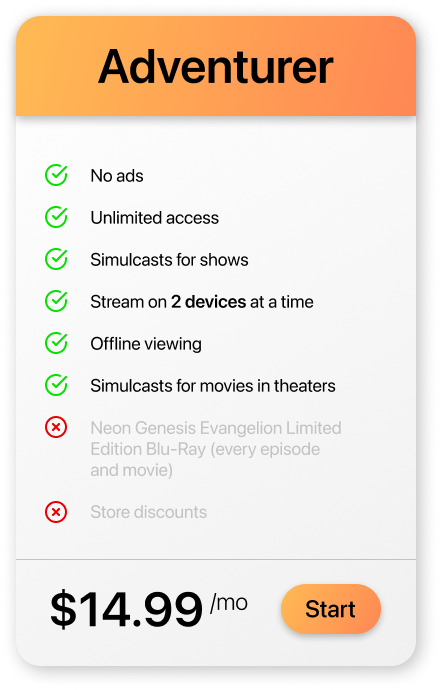 Adventurer
No ads
Unlimited access
Simulcasts for shows
Stream on 2 devices at a time
Offline viewing
Simulcasts for movies in theaters
Neon Genesis Evangelion Limited
Edition Blu-Ray (every episode
and movie)
Store discounts
$14.99 /mo
Start